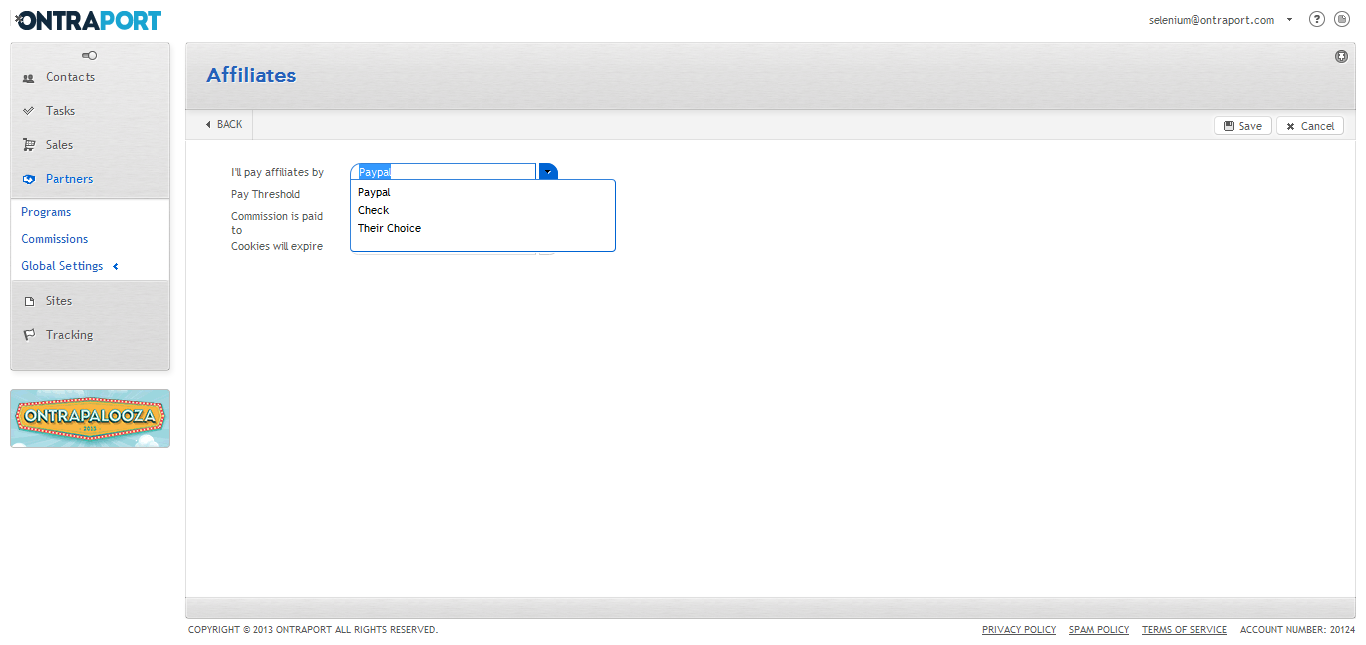 ONTRAPORT
selenium@ontraport.com
?
Contacts
Tasks
Sales
Partners
Programs
Commissions
Global Settings
Sites
Tracking
ONTRAPALOOZA
2013
Affiliates
BACK
Save
Cancel
I'll pay affiliates by
Paypal
Pay Threshold
Commission is paid
to
Cookies will expire
Paypal
Check
Their Choice
COPYRIGHT © 2013 ONTRAPORT ALL RIGHTS RESERVED.
PRIVACY POLICY
SPAM POLICY
TERMS OF SERVICE
ACCOUNT NUMBER: 20124